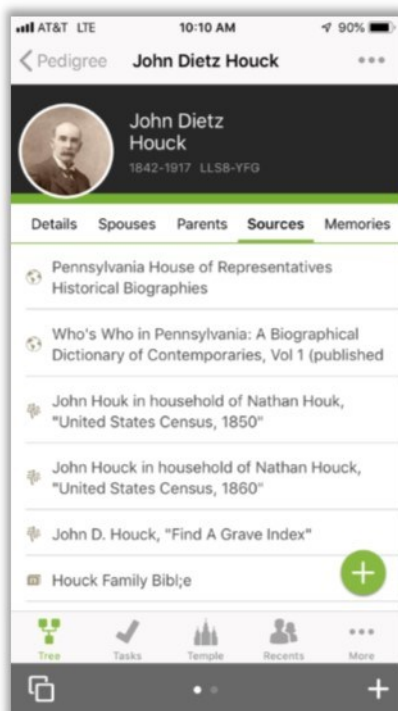 AT&T LTE 10:10 AM 90%
Pedigree John Dietz Houck
John Dietz
Houck
1842-1917 LLS8-YFG
Details Spouses Parents Sources Memories
Pennsylvania House of Representatives
Historical Biographies
Who's Who in Pennsylvania: A Biographical
Dictionary of Contemporaries, Vol 1 (published
John Houk in household of Nathan Houk,
"United States Census, 1850"
John Houck in household of Nathan Houck,
"United States Census, 1860"
John D. Houck, "Find A Grave Index"
Houck Family Bibl;e
Tree Tasks Temple Recents More